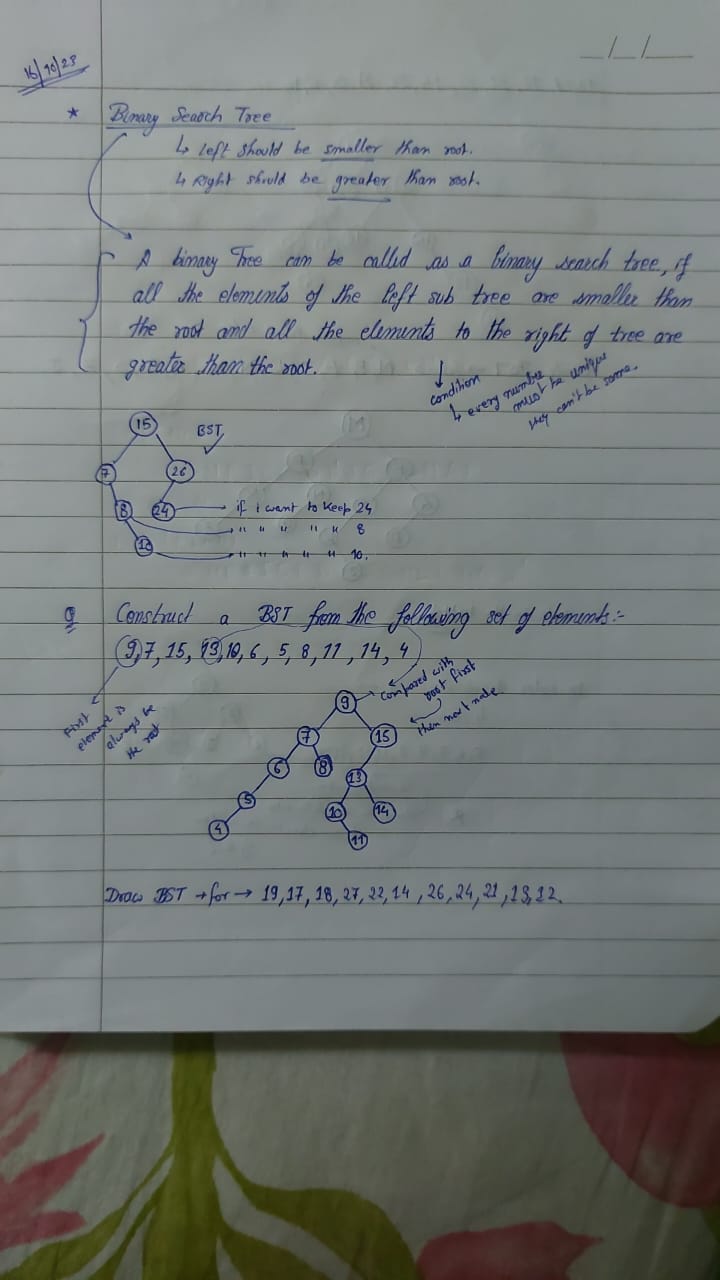 _/_/_
16/10/23
* Binary Search Tree
↳ Left should be smaller than root.
↳ Right should be greater than root.
A binary Tree can be called as a binary search tree, if
all the elements of the left sub tree are smaller than
the root and all the elements to the right of tree are
greater than the root.
condition
↳ every number
must be unique
they can't be same.
15
BST ✓
7 26
8 24 if I want to keep 24
" " " " " 8
10 " " " " " 10.
Q Construct a BST from the following set of elements:-
9, 7, 15, 13, 10, 6, 5, 8, 11, 14, 4
First
element is
always be
the root
compared with
root first
then next node
9
7 15
6 8 13
5 10 14
4 11
Draw BST → for → 19, 17, 18, 27, 22, 14, 26, 24, 21, 13, 12.